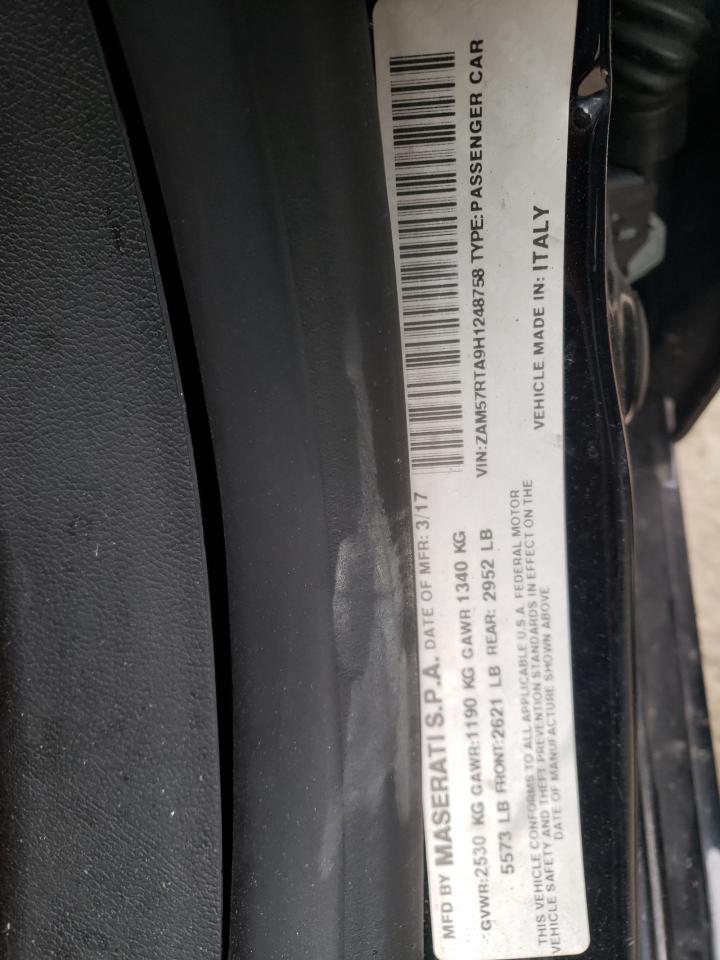 MFD BY MASERATI S.P.A. DATE OF MFR: 3/17
GVWR:2530 KG GAWR:1190 KG GAWR 1340 KG
5573 LB FRONT:2621 LB REAR: 2952 LB
THIS VEHICLE CONFORMS TO ALL APPLICABLE U.S.A. FEDERAL MOTOR
VEHICLE SAFETY AND THEFT PREVENTION STANDARDS IN EFFECT ON THE
DATE OF MANUFACTURE SHOWN ABOVE
VIN:ZAM57RTA9H1248758 TYPE:PASSENGER CAR
VEHICLE MADE IN: ITALY